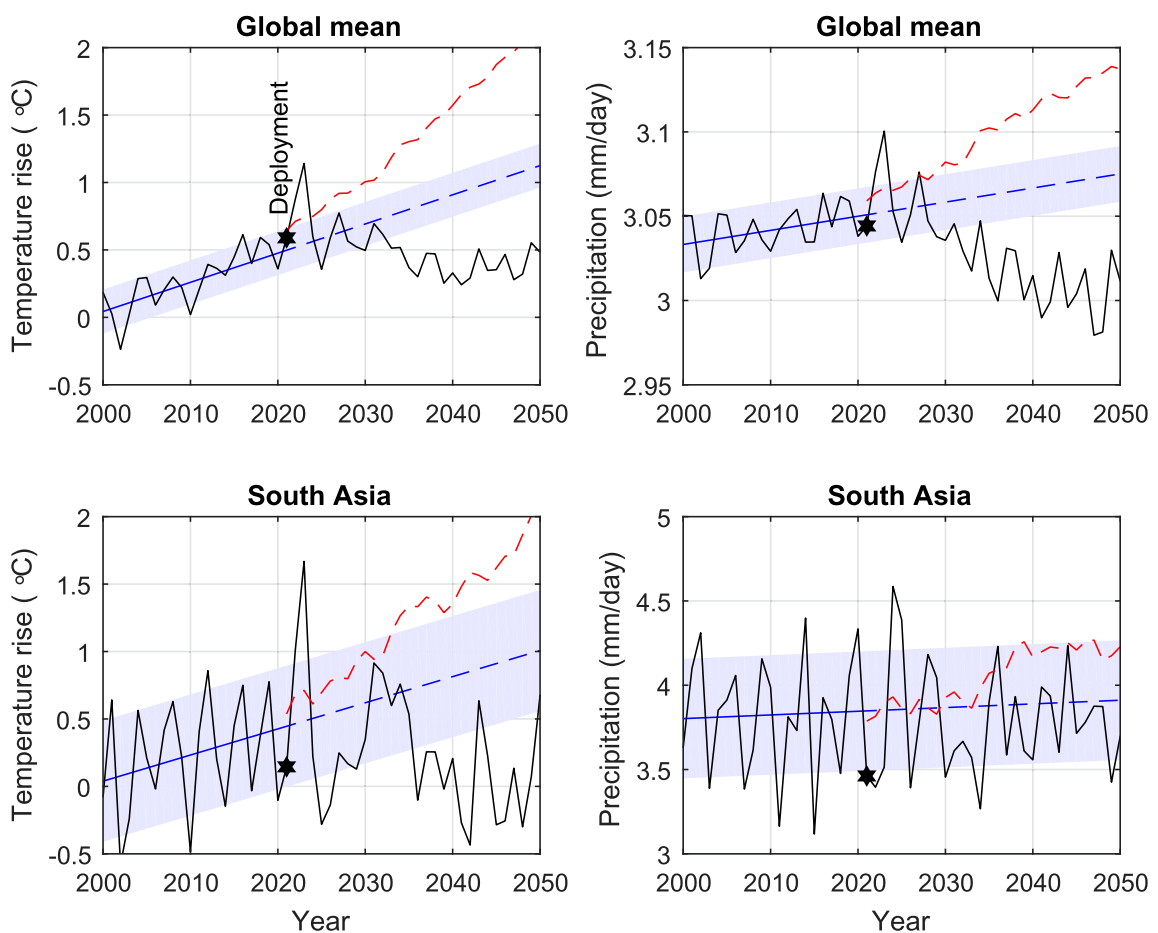 Global mean
Temperature rise ( °C)
2
1.5
1
0.5
0
-0.5
Deployment
2000 2010 2020 2030 2040 2050
Global mean
Precipitation (mm/day)
3.15
3.1
3.05
3
2.95
2000 2010 2020 2030 2040 2050
South Asia
Temperature rise ( °C)
2
1.5
1
0.5
0
-0.5
2000 2010 2020 2030 2040 2050
Year
South Asia
Precipitation (mm/day)
5
4.5
4
3.5
3
2000 2010 2020 2030 2040 2050
Year